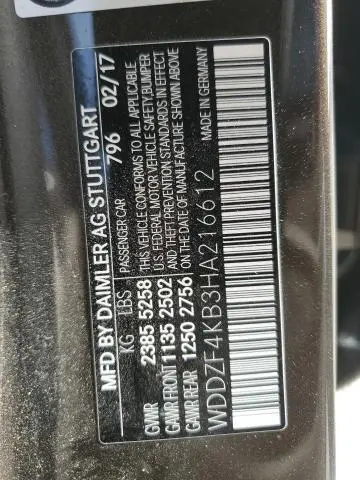 MFD BY DAIMLER AG STUTTGART
796 02/17
KG LBS PASSENGER CAR
GVWR 2385 5258 THIS VEHICLE CONFORMS TO ALL APPLICABLE
GAWR FRONT 1135 2502 U.S. FEDERAL MOTOR VEHICLE SAFETY, BUMPER
GAWR REAR 1250 2756 AND THEFT PREVENTION STANDARDS IN EFFECT
ON THE DATE OF MANUFACTURE SHOWN ABOVE
WDDZF4KB3HA216612 MADE IN GERMANY